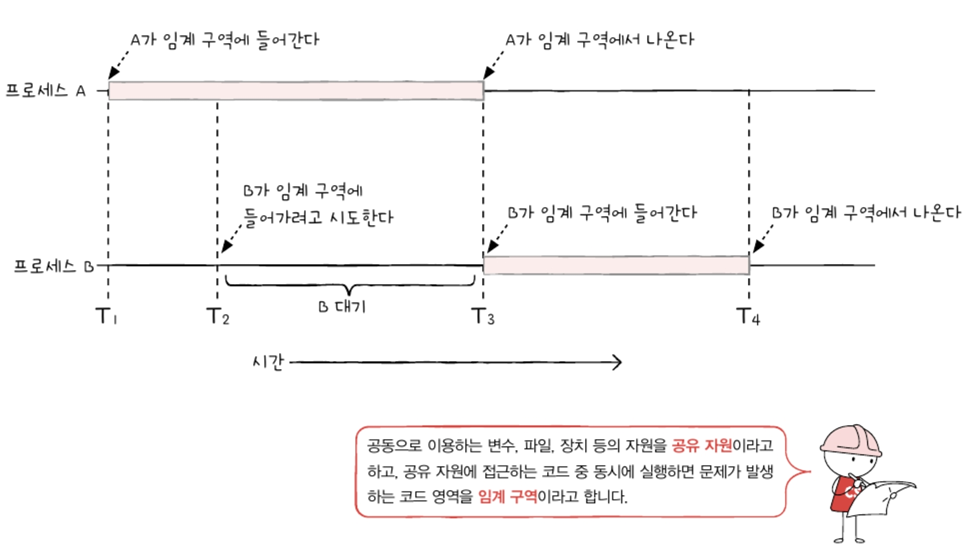 A가 임계 구역에 들어간다
A가 임계 구역에서 나온다
프로세스 A
B가 임계 구역에
들어가려고 시도한다
B가 임계 구역에 들어간다
B가 임계 구역에서 나온다
프로세스 B
B 대기
T₁
T₂
T₃
T₄
시간
공동으로 이용하는 변수, 파일, 장치 등의 자원을 공유 자원이라고
하고, 공유 자원에 접근하는 코드 중 동시에 실행하면 문제가 발생
하는 코드 영역을 임계 구역이라고 합니다.